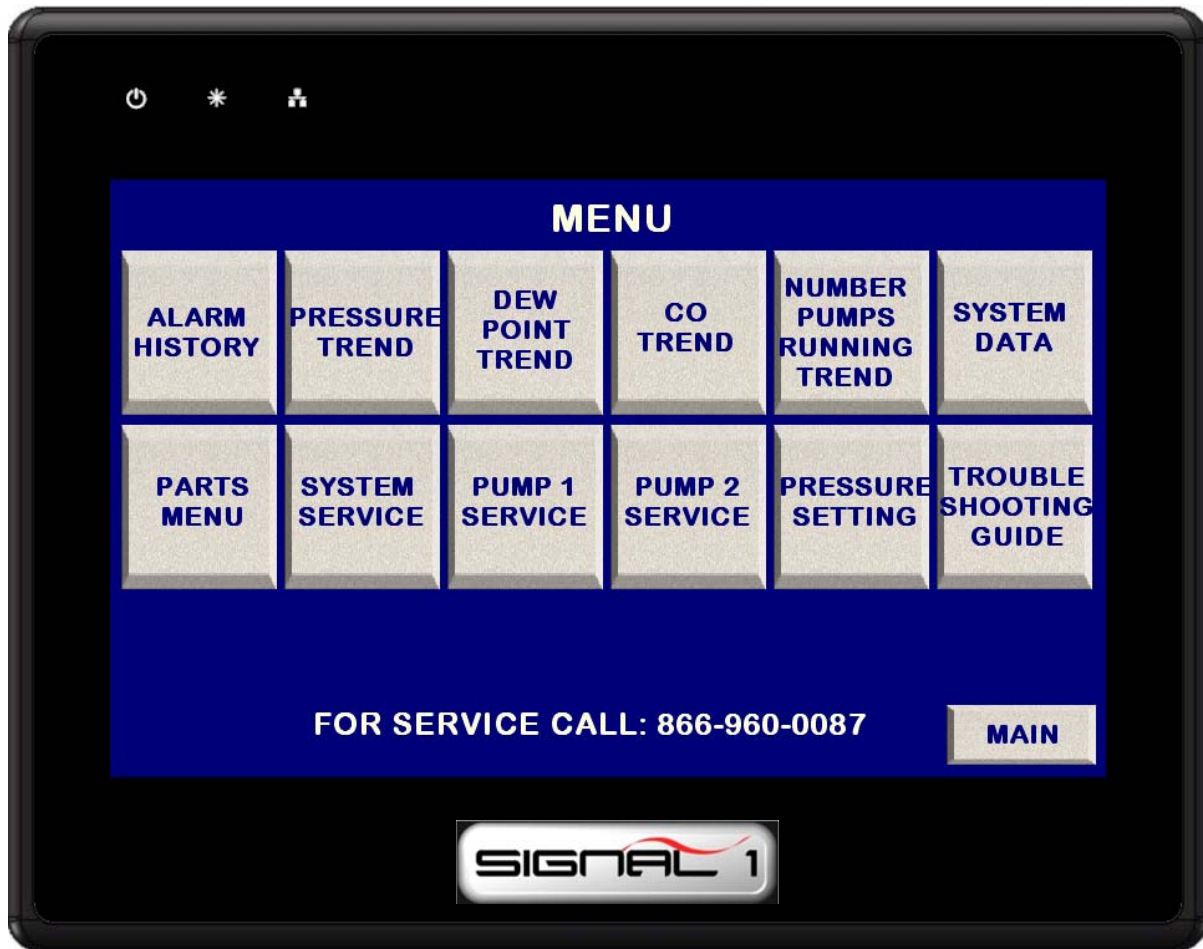 MENU
ALARM
HISTORY
PRESSURE
TREND
DEW
POINT
TREND
CO
TREND
NUMBER
PUMPS
RUNNING
TREND
SYSTEM
DATA
PARTS
MENU
SYSTEM
SERVICE
PUMP 1
SERVICE
PUMP 2
SERVICE
PRESSURE
SETTING
TROUBLE
SHOOTING
GUIDE
FOR SERVICE CALL: 866-960-0087
MAIN
SIGNAL 1